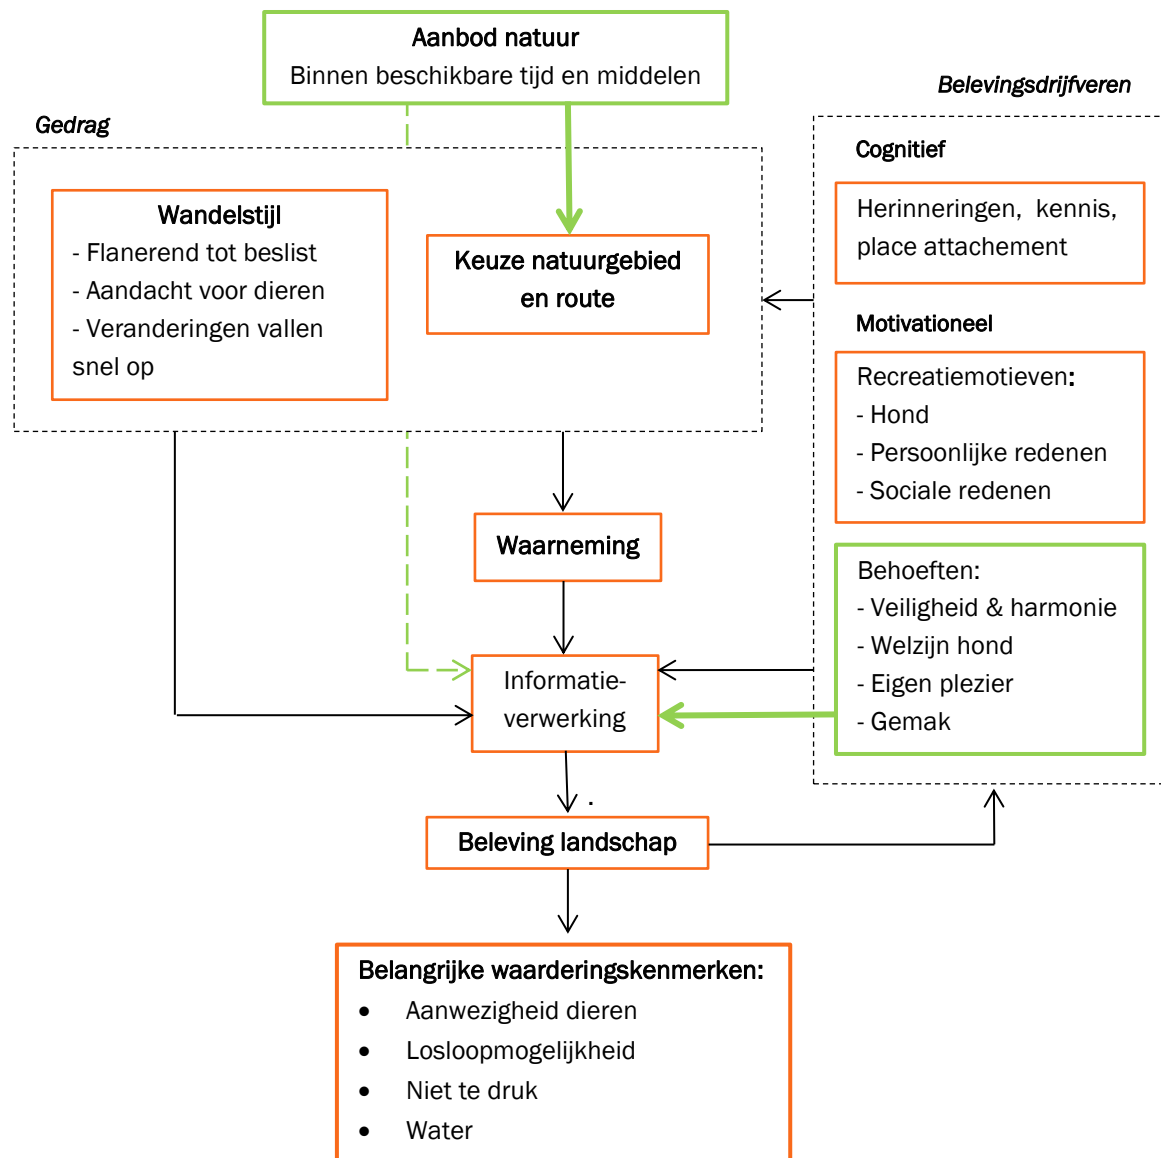 Aanbod natuur
Binnen beschikbare tijd en middelen
Belevingsdrijfveren
Gedrag
Cognitief
Wandelstijl
- Flanerend tot beslist
- Aandacht voor dieren
- Veranderingen vallen
snel op
Keuze natuurgebied
en route
Herinneringen, kennis,
place attachement
Motivationeel
Recreatiemotieven:
- Hond
- Persoonlijke redenen
- Sociale redenen
Waarneming
Behoeften:
- Veiligheid & harmonie
- Welzijn hond
- Eigen plezier
- Gemak
Informatie-
verwerking
.
Beleving landschap
Belangrijke waarderingskenmerken:
• Aanwezigheid dieren
• Losloopmogelijkheid
• Niet te druk
• Water